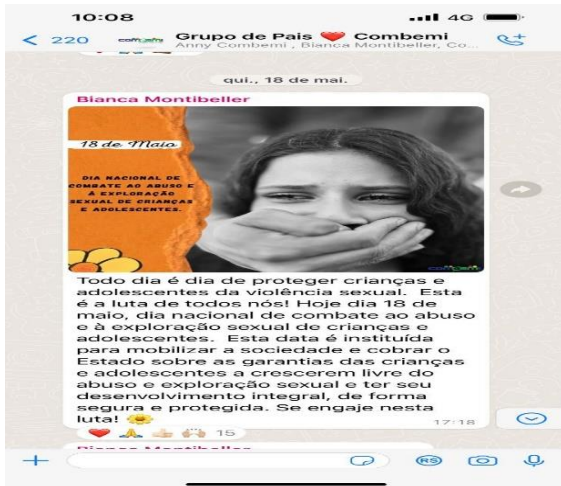 10:08
4G
220
Grupo de Pais ❤️ Combemi
Anny Combemi , Bianca Montibeller, Co...
qui., 18 de mai.
Bianca Montibeller
18 de Maio
DIA NACIONAL DE
COMBATE AO ABUSO E
À EXPLORAÇÃO
SEXUAL DE CRIANÇAS
E ADOLESCENTES.
Todo dia é dia de proteger crianças e
adolescentes da violência sexual. Esta
é a luta de todos nós! Hoje dia 18 de
maio, dia nacional de combate ao abuso
e à exploração sexual de crianças e
adolescentes. Esta data é instituída
para mobilizar a sociedade e cobrar o
Estado sobre as garantias das crianças
e adolescentes a crescerem livre do
abuso e exploração sexual e ter seu
desenvolvimento integral, de forma
segura e protegida. Se engaje nesta
luta! 🌼
17:18
❤️ 🙏 👍🏻 🙌🏻 15
Bianca Montibeller
R$